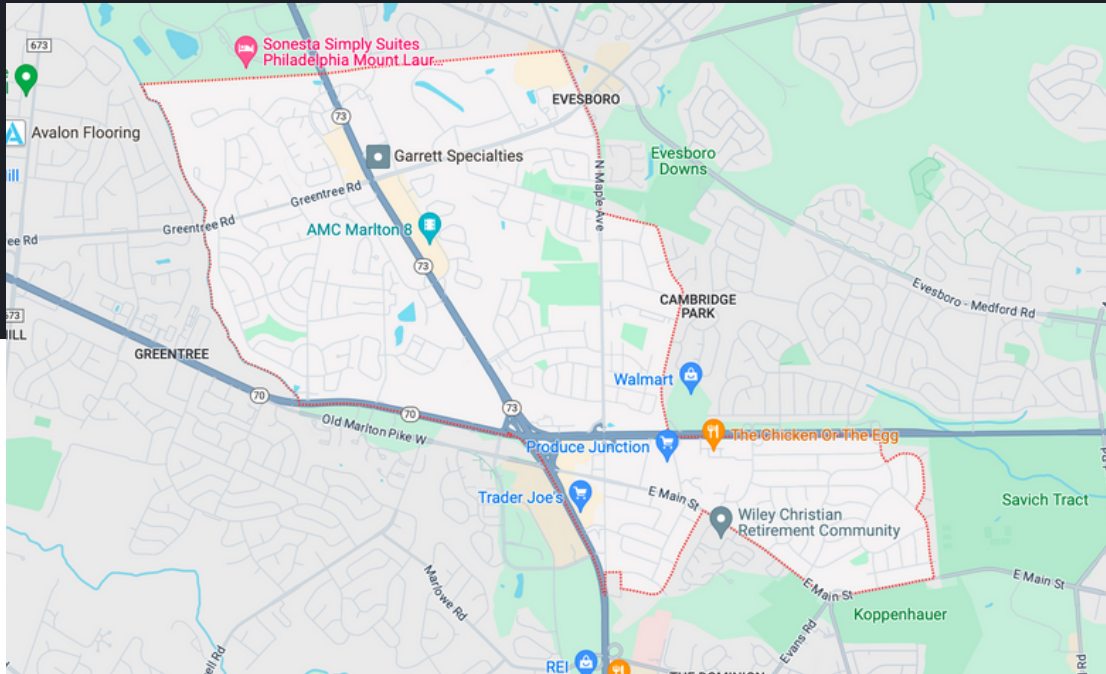 673
Sonesta Simply Suites
Philadelphia Mount Laur...
EVESBORO
73
Avalon Flooring
Garrett Specialties
Evesboro
Downs
N Maple Ave
Greentree Rd
Greentree Rd
AMC Marlton 8
ee Rd
73
Evesboro - Medford Rd
CAMBRIDGE
PARK
673
ILL
GREENTREE
Walmart
70
70
73
Old Marlton Pike W
The Chicken Or The Egg
Produce Junction
Trader Joe's
E Main St
Savich Tract
Wiley Christian
Retirement Community
Marlowe Rd
E Main St
E Main St
Koppenhauer
Evans Rd
ell Rd
REI
THE DOMINION